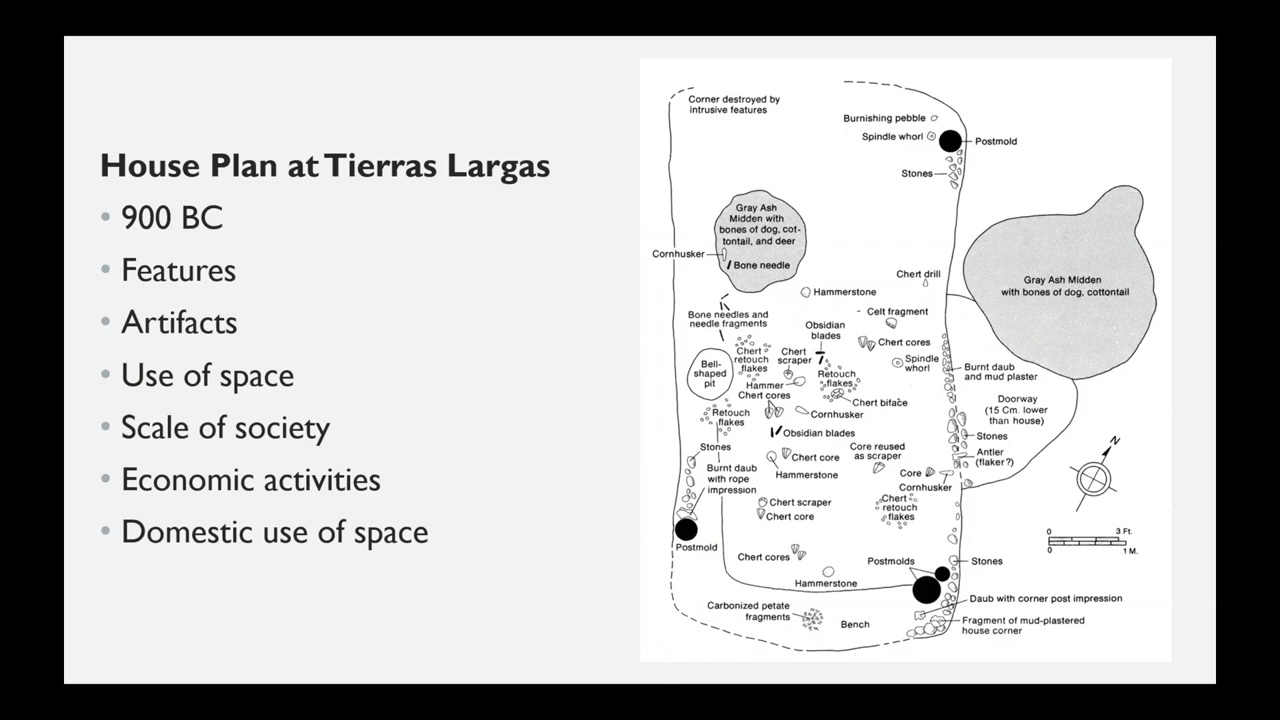 House Plan at Tierras Largas
• 900 BC
• Features
• Artifacts
• Use of space
• Scale of society
• Economic activities
• Domestic use of space
Corner destroyed by
intrusive features
Burnishing pebble
Spindle whorl
Postmold
Stones
Gray Ash
Midden with
bones of dog, cot-
tontail, and deer
Cornhusker
Bone needle
Gray Ash Midden
with bones of dog, cottontail
Chert drill
Hammerstone
Bone needles and
needle fragments
Celt fragment
Obsidian
blades
Chert cores
Chert
retouch
flakes
Chert
scraper
Spindle
whorl
Bell-
shaped
pit
Retouch
flakes
Burnt daub
and mud plaster
Hammer
Chert cores
Chert biface
Doorway
(15 Cm. lower
than house)
Retouch
flakes
Cornhusker
Obsidian blades
Stones
Stones
Core reused
as scraper
Chert core
Antler
(flaker?)
N
Burnt daub
with rope
impression
Hammerstone
Core
Cornhusker
Chert scraper
Chert core
Chert
retouch
flakes
0 3 Ft.
0 1 M.
Postmold
Chert cores
Postmolds
Stones
Hammerstone
Daub with corner post impression
Carbonized petate
fragments
Bench
Fragment of mud-plastered
house corner